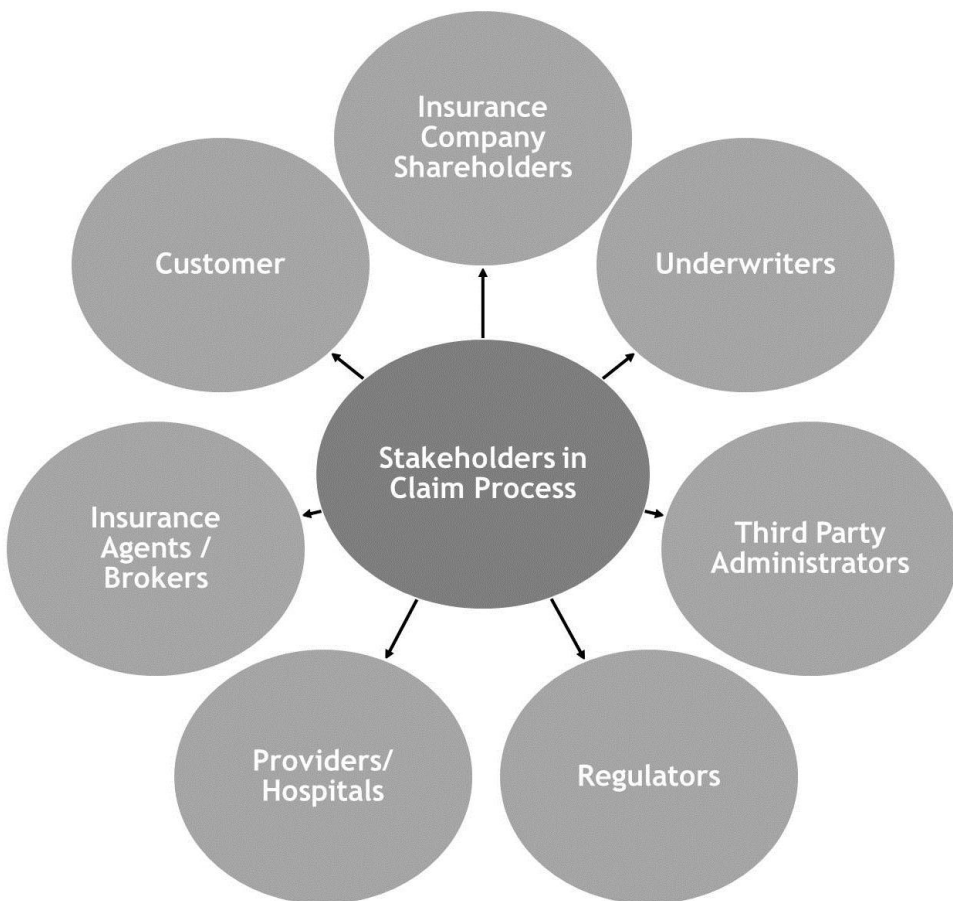 Insurance
Company
Shareholders
Customer
Underwriters
Stakeholders in
Claim Process
Insurance
Agents /
Brokers
Third Party
Administrators
Providers/
Hospitals
Regulators